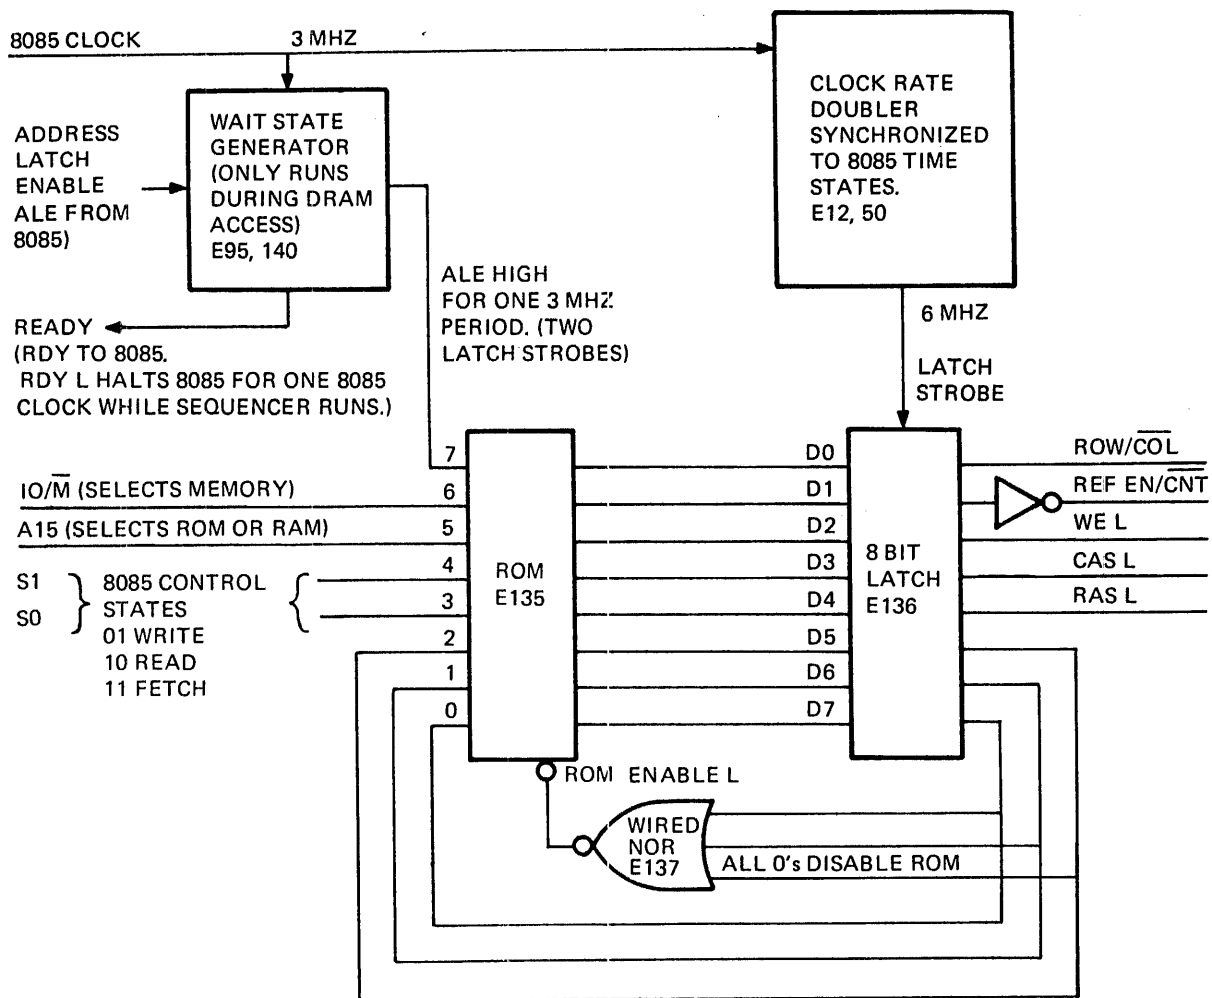 8085 CLOCK
3 MHZ
WAIT STATE
GENERATOR
(ONLY RUNS
DURING DRAM
ACCESS)
E95, 140
ADDRESS
LATCH
ENABLE
ALE FROM
8085)
CLOCK RATE
DOUBLER
SYNCHRONIZED
TO 8085 TIME
STATES.
E12, 50
READY
(RDY TO 8085.
RDY L HALTS 8085 FOR ONE 8085
CLOCK WHILE SEQUENCER RUNS.)
ALE HIGH
FOR ONE 3 MHZ
PERIOD. (TWO
LATCH STROBES)
6 MHZ
LATCH
STROBE
IO/M̅ (SELECTS MEMORY)
A15 (SELECTS ROM OR RAM)
S1
S0
8085 CONTROL
STATES
01 WRITE
10 READ
11 FETCH
7
6
5
4
3
2
1
0
ROM
E135
D0
D1
D2
D3
D4
D5
D6
D7
8 BIT
LATCH
E136
ROW/C̅O̅L̅
REF EN/C̅N̅T̅
WE L
CAS L
RAS L
ROM ENABLE L
WIRED
NOR
E137
ALL 0's DISABLE ROM